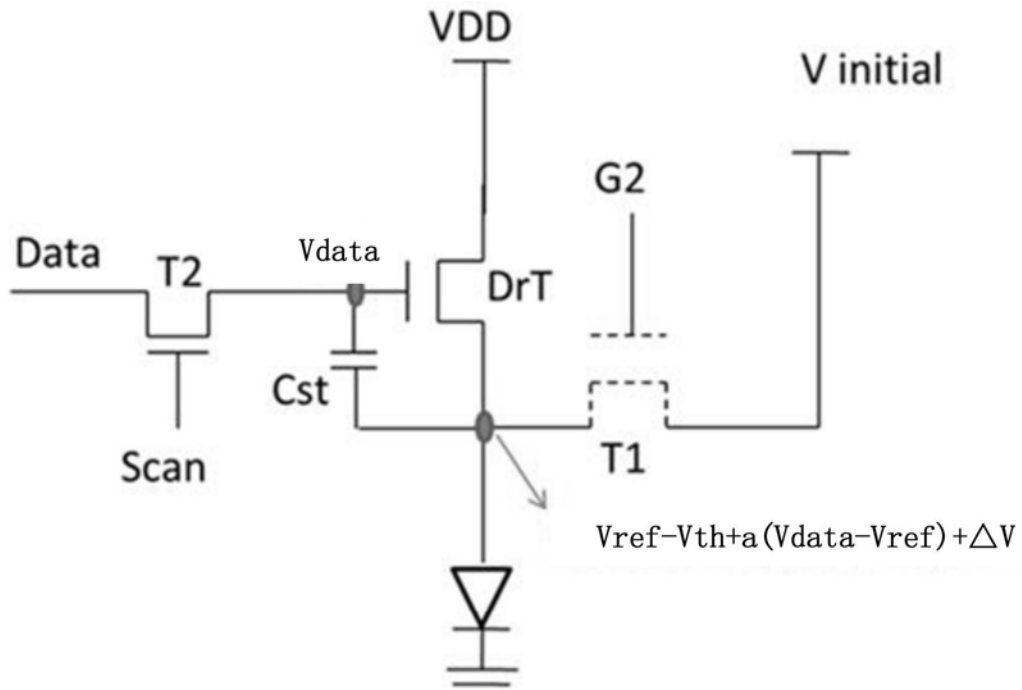 VDD
V initial
G2
Data
T2
Vdata
DrT
Cst
T1
Scan
Vref-Vth+a(Vdata-Vref)+△V